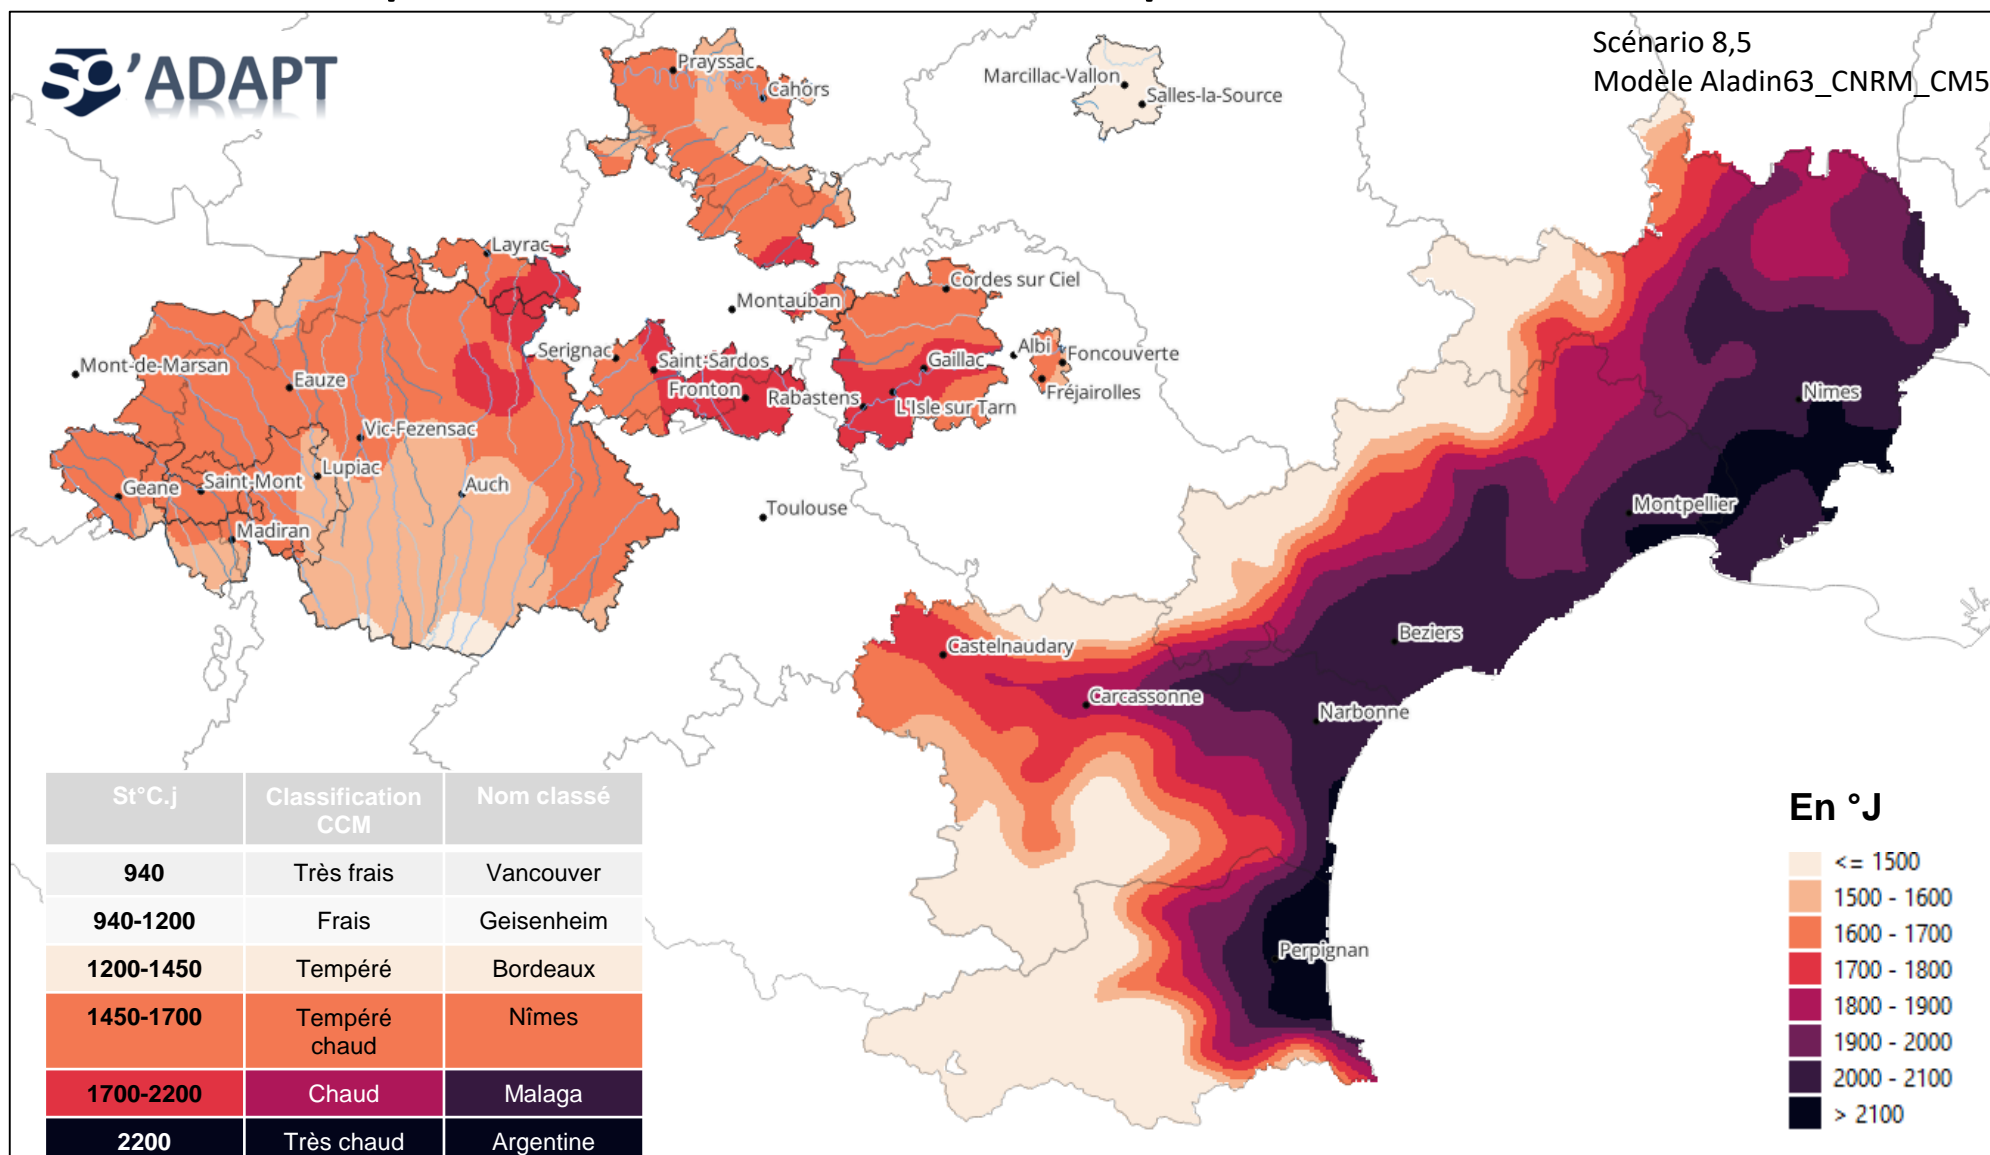 SO'ADAPT
Scénario 8,5
Modèle Aladin63_CNRM_CM5
Prayssac
Cahors
Marcillac-Vallon
Salles-la-Source
Layrac
Montauban
Cordes sur Ciel
Mont-de-Marsan
Eauze
Serignac
Saint-Sardos
Fronton
Rabastens
Gaillac
L'Isle sur Tarn
Albi
Foncouverte
Fréjairolles
Nîmes
Vic-Fezensac
Geane
Saint-Mont
Lupiac
Auch
Madiran
Toulouse
Montpellier
Castelnaudary
Beziers
Carcassonne
Narbonne
Perpignan
St°C.j Classification CCM Nom classé
940 Très frais Vancouver
940-1200 Frais Geisenheim
1200-1450 Tempéré Bordeaux
1450-1700 Tempéré chaud Nîmes
1700-2200 Chaud Malaga
2200 Très chaud Argentine
En °J
<= 1500
1500 - 1600
1600 - 1700
1700 - 1800
1800 - 1900
1900 - 2000
2000 - 2100
> 2100